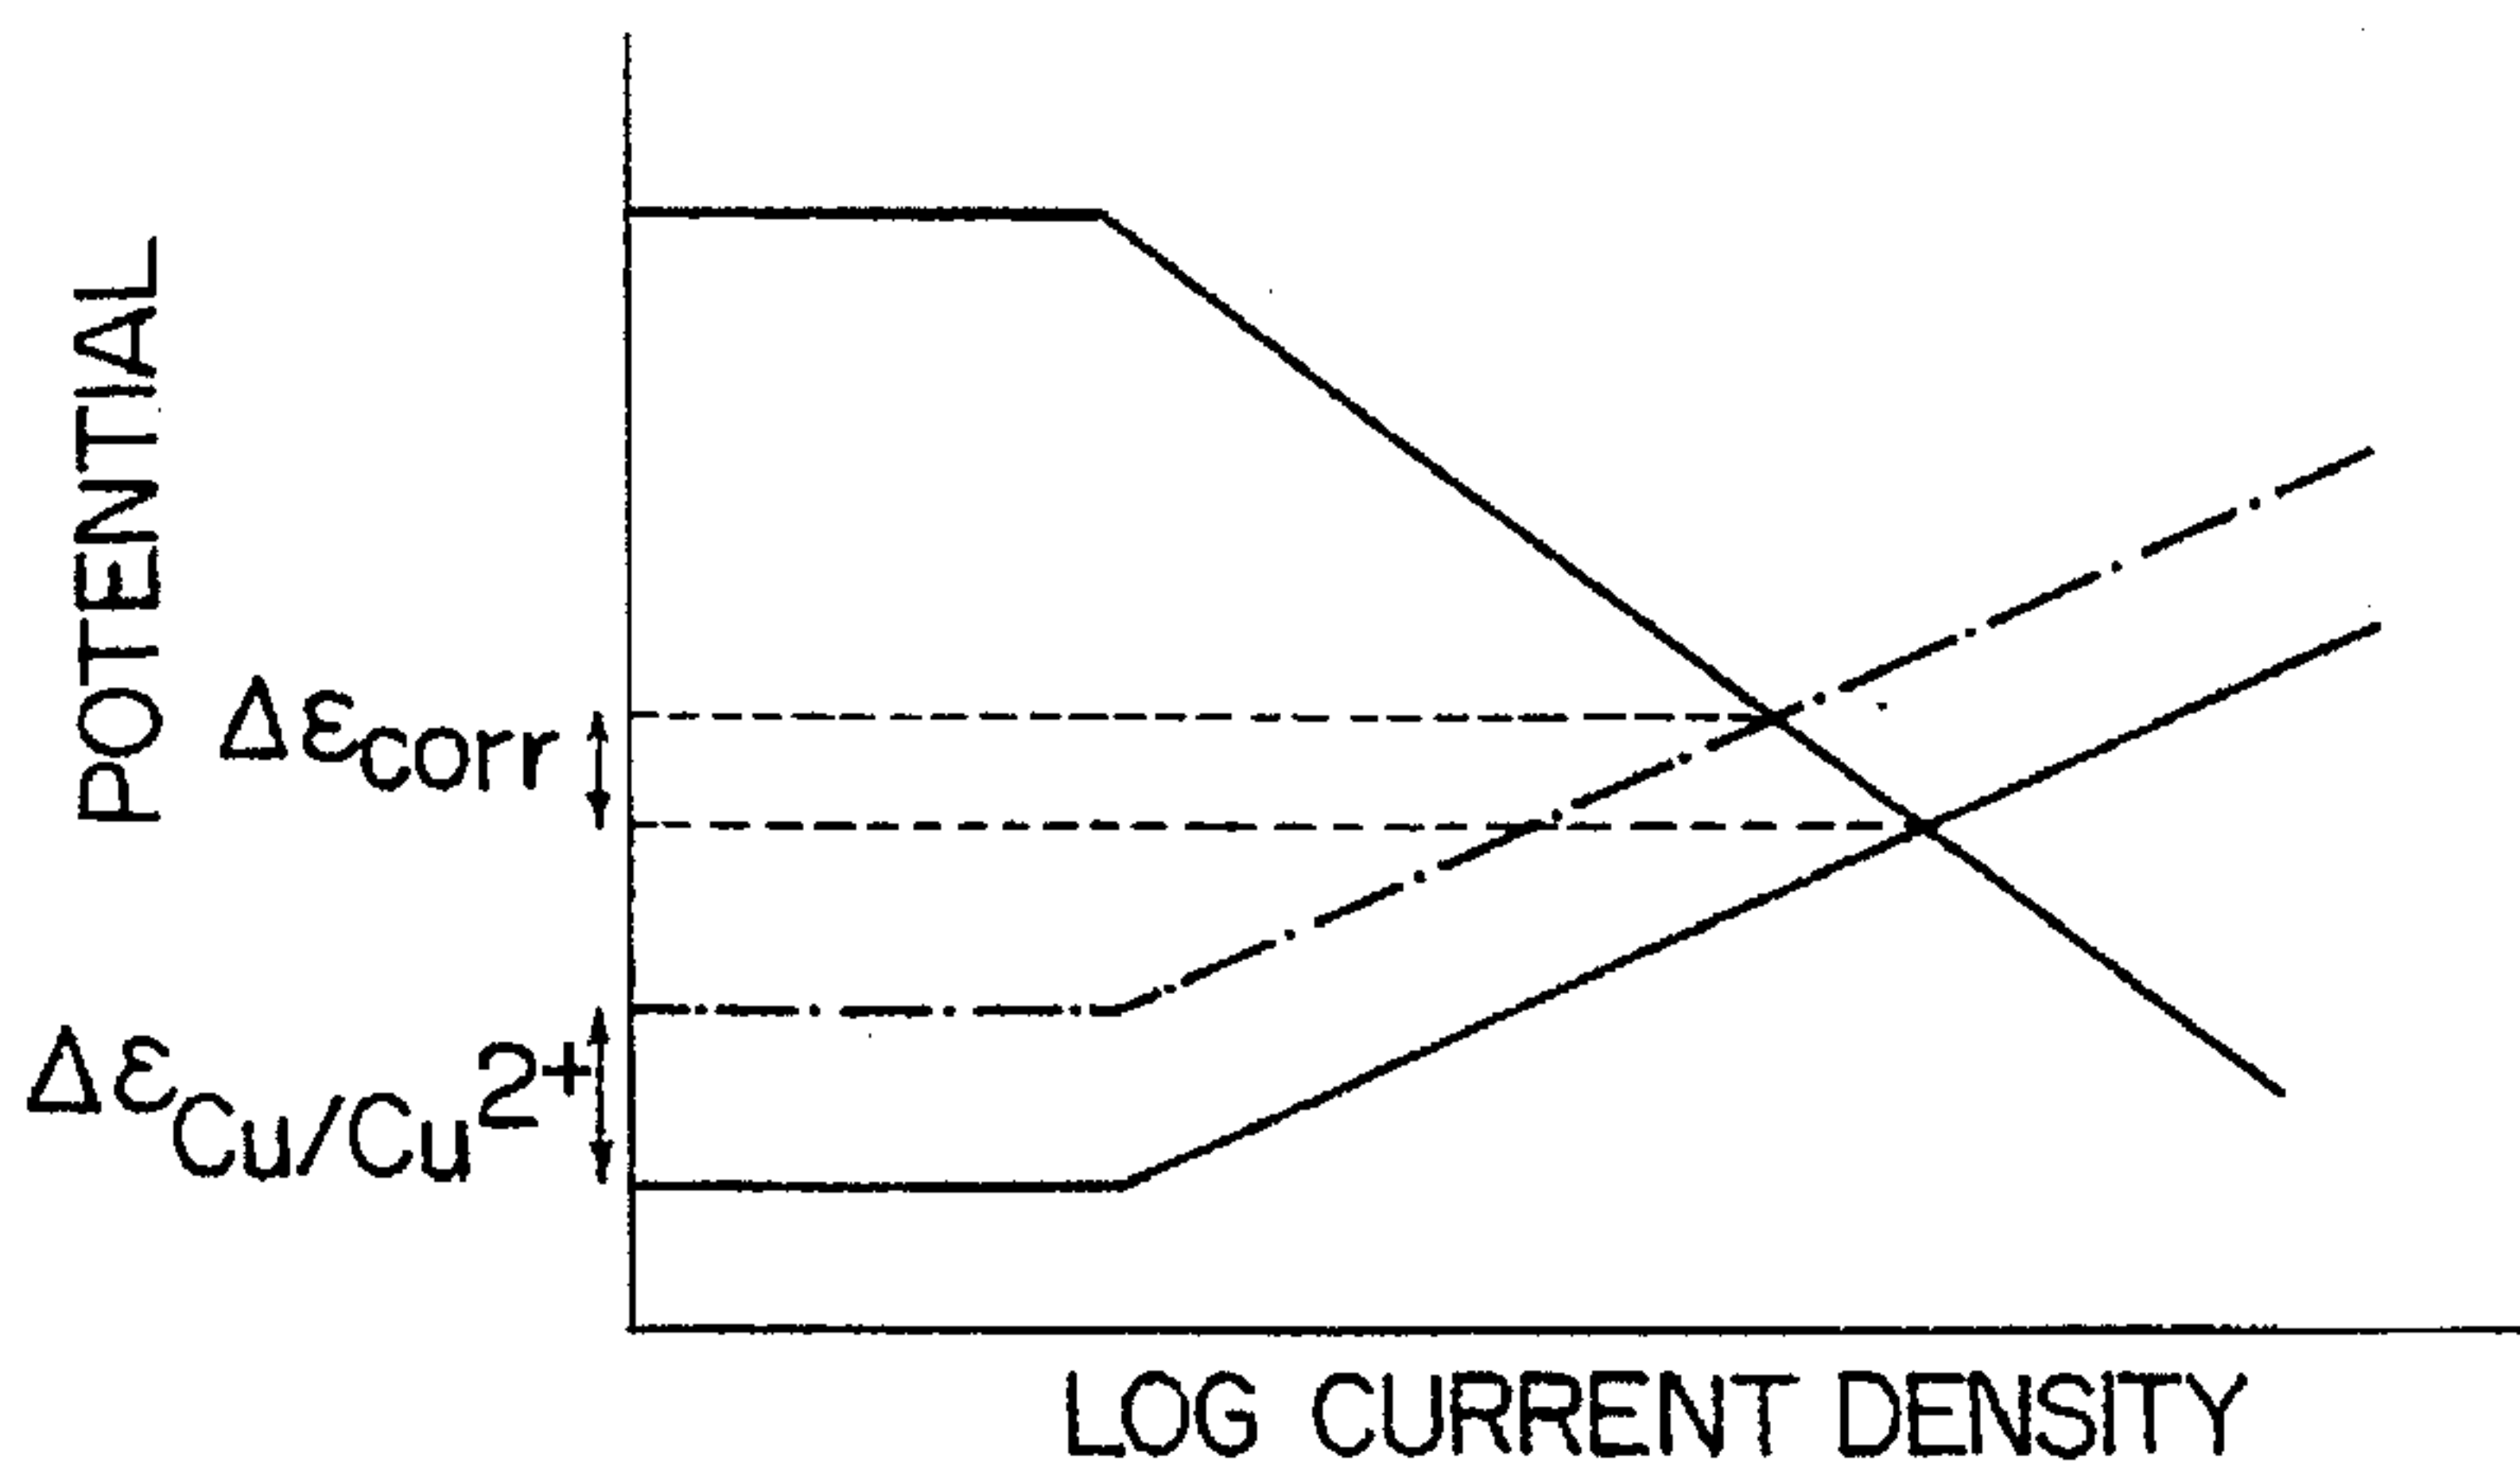 POTENTIAL
Δεcorr
ΔεCu/Cu2+
LOG CURRENT DENSITY